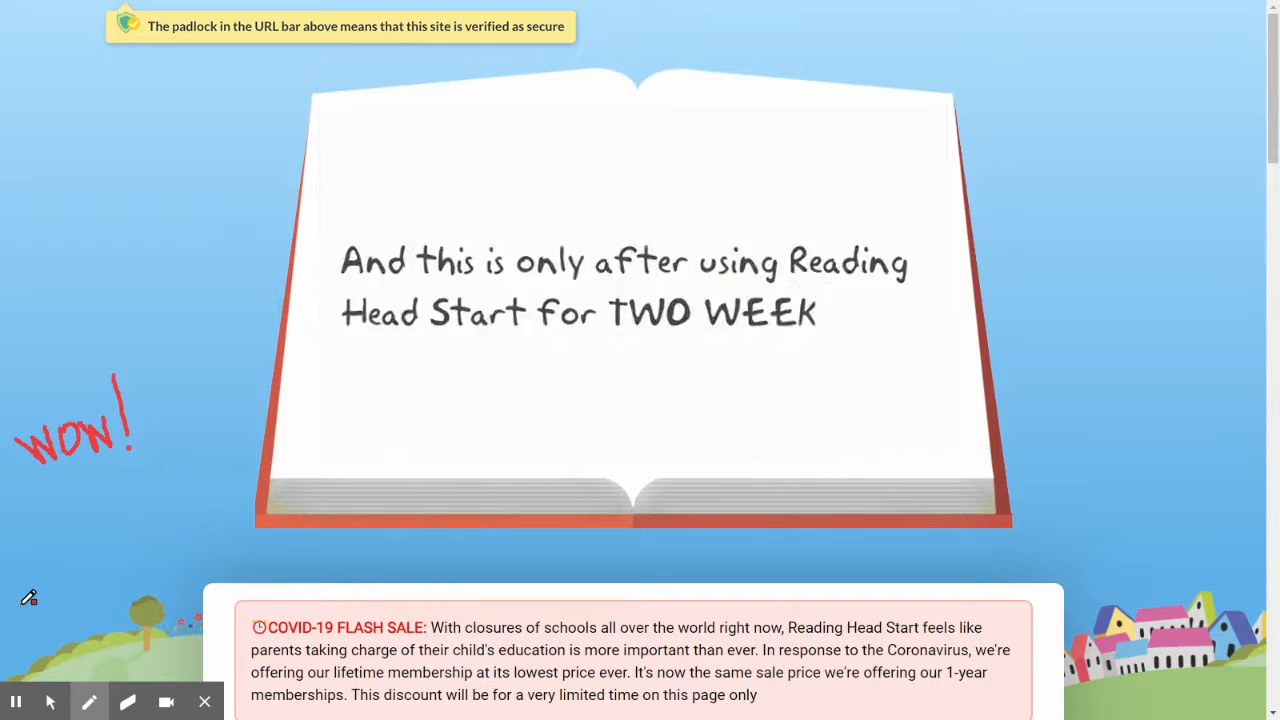 The padlock in the URL bar above means that this site is verified as secure
And this is only after using Reading
Head Start for TWO WEEK
WOW!
COVID-19 FLASH SALE: With closures of schools all over the world right now, Reading Head Start feels like
parents taking charge of their child's education is more important than ever. In response to the Coronavirus, we're
offering our lifetime membership at its lowest price ever. It's now the same sale price we're offering our 1-year
memberships. This discount will be for a very limited time on this page only